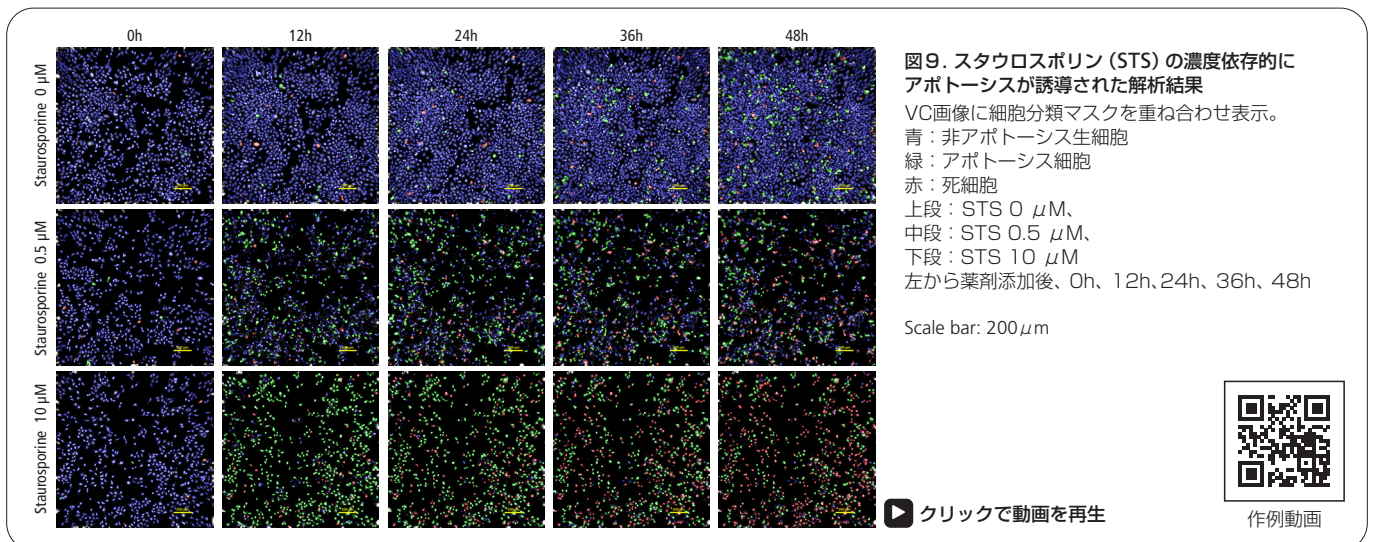 0h 12h 24h 36h 48h
Staurosporine 0 μM
Staurosporine 0.5 μM
Staurosporine 10 μM
図9. スタウロスポリン(STS)の濃度依存的に
アポトーシスが誘導された解析結果
VC画像に細胞分類マスクを重ね合わせ表示。
青:非アポトーシス生細胞
緑:アポトーシス細胞
赤:死細胞
上段:STS 0 μM、
中段:STS 0.5 μM、
下段:STS 10 μM
左から薬剤添加後、0h、12h、24h、36h、48h
Scale bar: 200μm
クリックで動画を再生
作例動画